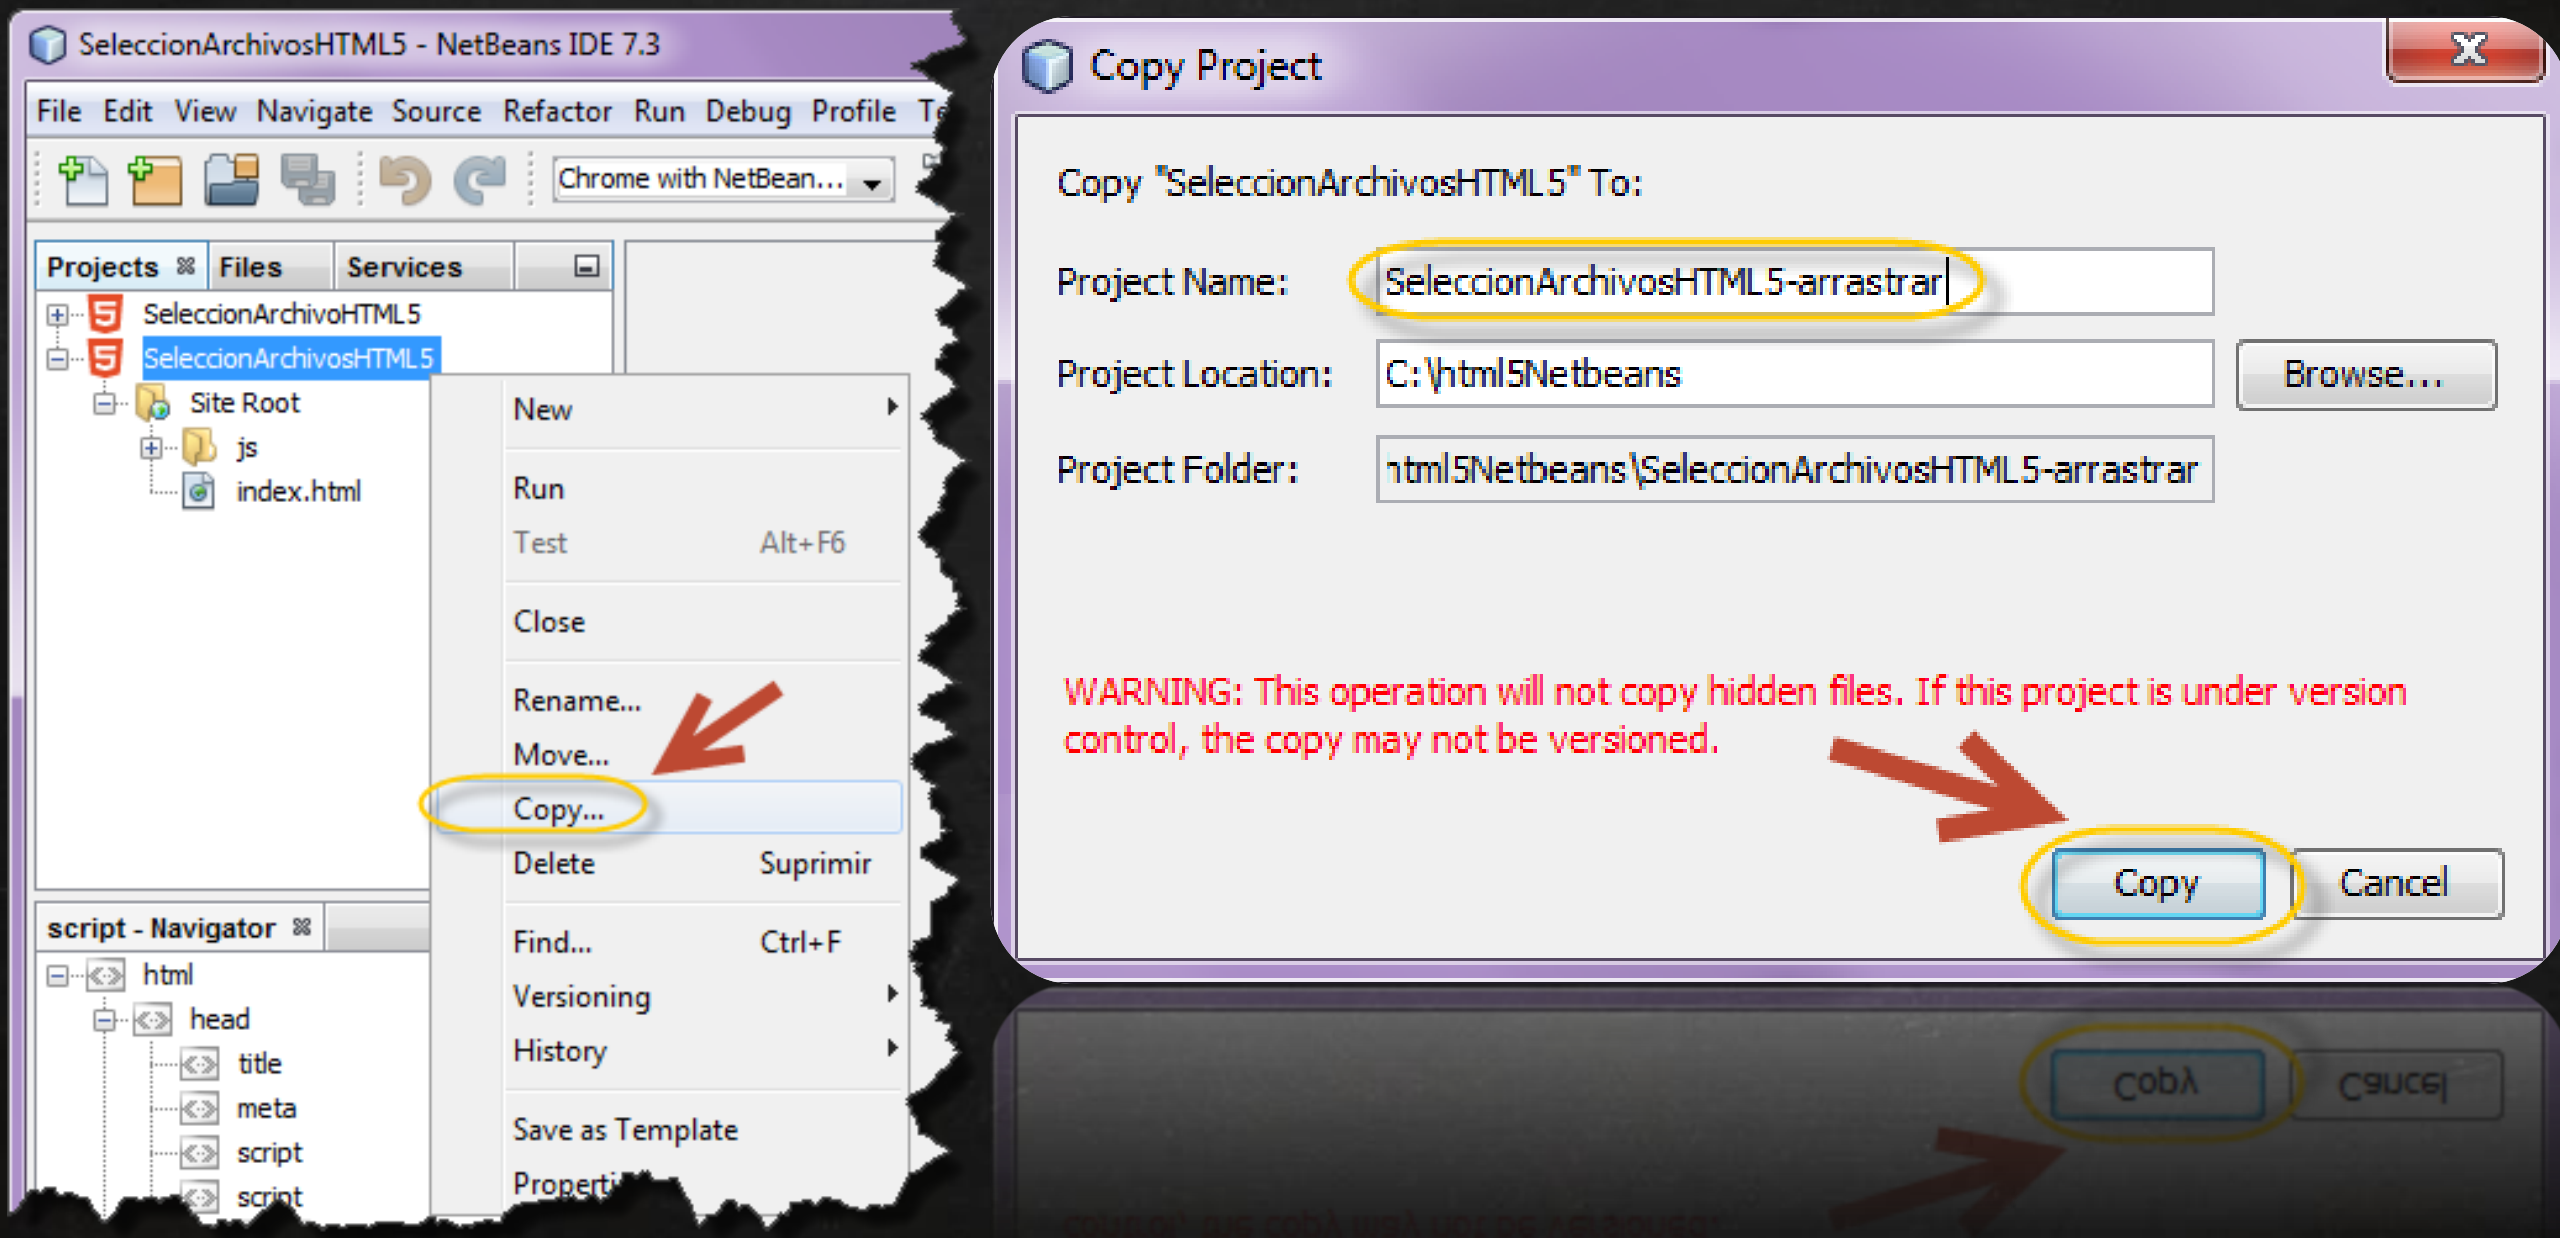 SeleccionArchivosHTML5 - NetBeans IDE 7.3
File Edit View Navigate Source Refactor Run Debug Profile
Chrome with NetBean...
Projects Files Services
SeleccionArchivoHTML5
SeleccionArchivosHTML5
Site Root
js
index.html
New
Run
Test Alt+F6
Close
Rename...
Move...
Copy...
Delete Suprimir
Find... Ctrl+F
Versioning
History
Save as Template
script - Navigator
html
head
title
meta
script
script
Copy Project
Copy "SeleccionArchivosHTML5" To:
Project Name: SeleccionArchivosHTML5-arrastrar
Project Location: C:\html5Netbeans Browse...
Project Folder: html5Netbeans\SeleccionArchivosHTML5-arrastrar
WARNING: This operation will not copy hidden files. If this project is under version
control, the copy may not be versioned.
Copy Cancel